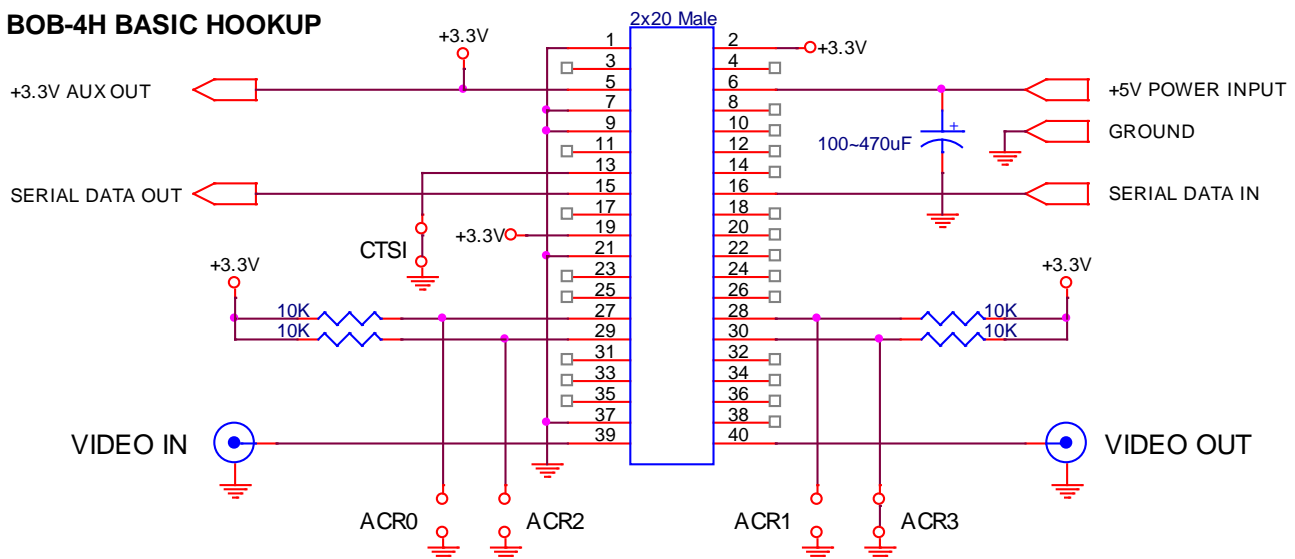 BOB-4H BASIC HOOKUP
2x20 Male
+3.3V
1 2 +3.3V
3 4
+3.3V AUX OUT 5 6 +5V POWER INPUT
7 8
9 10 + GROUND
100~470uF
11 12
13 14
SERIAL DATA OUT 15 16 SERIAL DATA IN
17 18
+3.3V 19 20
CTSI 21 22
+3.3V 23 24 +3.3V
25 26
10K 27 28 10K
10K 29 30 10K
31 32
33 34
35 36
37 38
VIDEO IN 39 40 VIDEO OUT
ACR0 ACR2 ACR1 ACR3